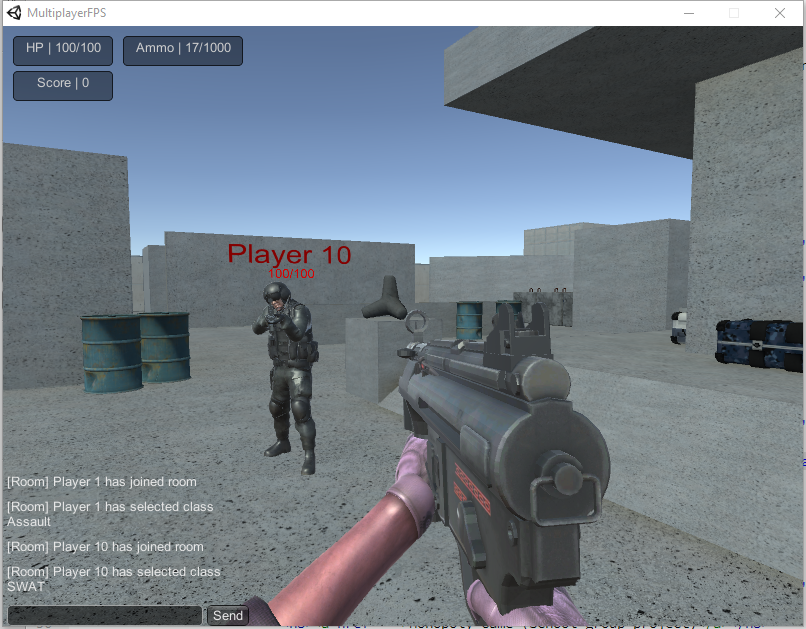 MultiplayerFPS
HP | 100/100
Ammo | 17/1000
Score | 0
Player 10
100/100
[Room] Player 1 has joined room
[Room] Player 1 has selected class
Assault
[Room] Player 10 has joined room
[Room] Player 10 has selected class
SWAT
Send